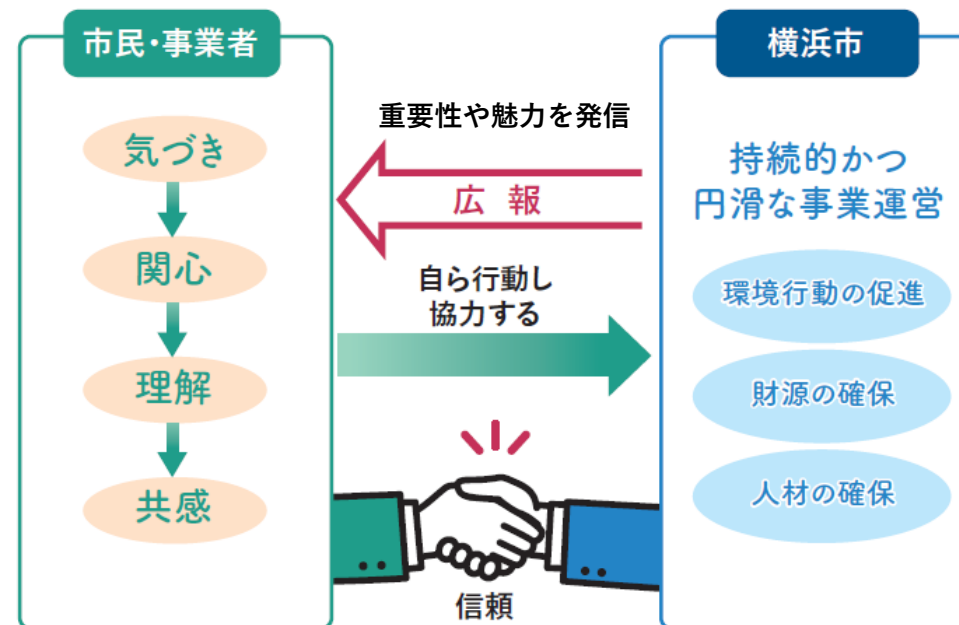 市民・事業者
気づき
関心
理解
共感
重要性や魅力を発信
広報
自ら行動し
協力する
信頼
横浜市
持続的かつ
円滑な事業運営
環境行動の促進
財源の確保
人材の確保